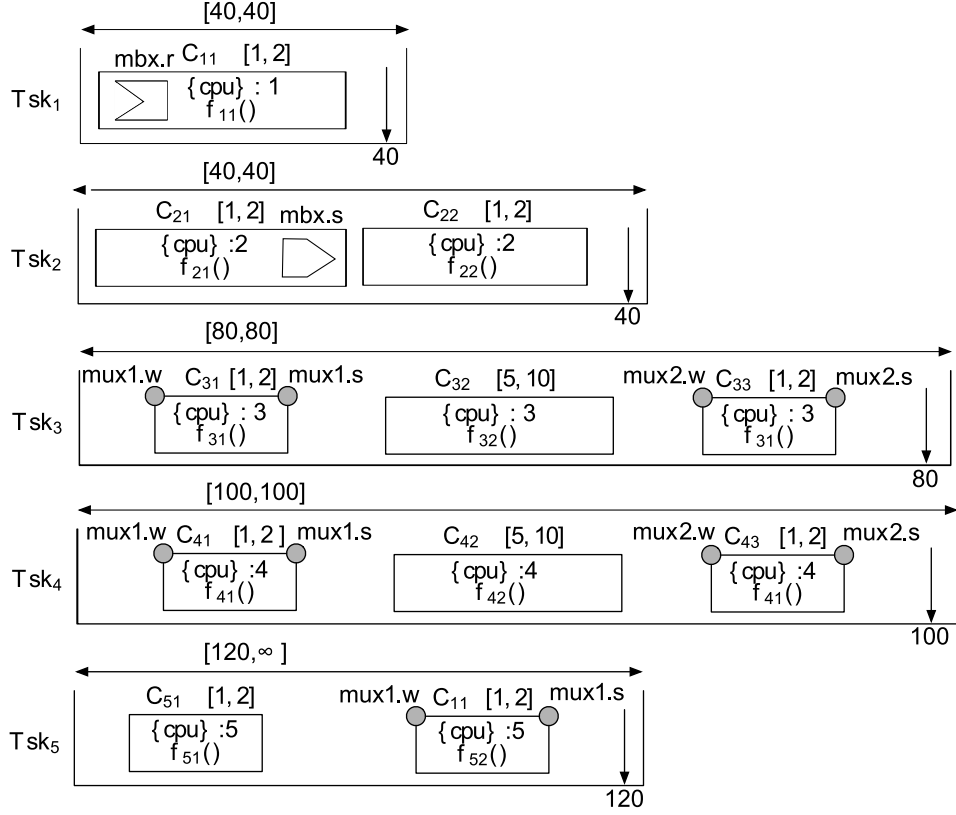 [40,40]
mbx.r C11 [1, 2]
Tsk1
{cpu} : 1
f11()
40
[40,40]
C21 [1, 2] mbx.s C22 [1, 2]
Tsk2
{cpu} :2 {cpu} :2
f21() f22()
40
[80,80]
mux1.w C31 [1, 2] mux1.s C32 [5, 10] mux2.w C33 [1, 2] mux2.s
Tsk3
{cpu} : 3 {cpu} : 3 {cpu} : 3
f31() f32() f31()
80
[100,100]
mux1.w C41 [1, 2 ] mux1.s C42 [5, 10] mux2.w C43 [1, 2] mux2.s
Tsk4
{cpu} :4 {cpu} :4 {cpu} :4
f41() f42() f41()
100
[120,∞ ]
C51 [1, 2] mux1.w C11 [1, 2] mux1.s
Tsk5
{cpu} :5 {cpu} :5
f51() f52()
120